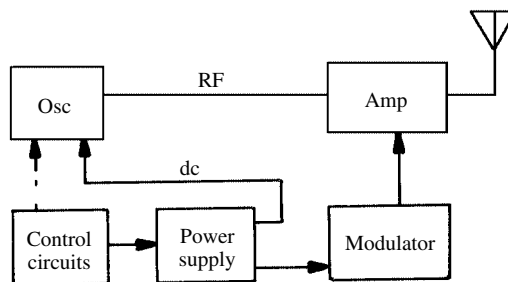 RF
Osc
Amp
dc
Control
circuits
Power
supply
Modulator